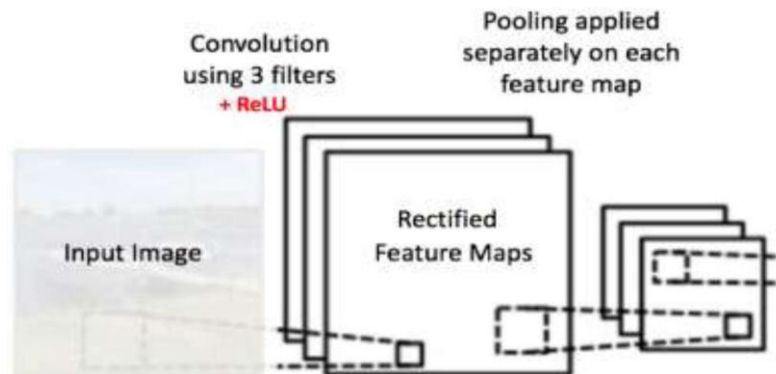 Convolution
using 3 filters
+ ReLU
Pooling applied
separately on each
feature map
Input Image
Rectified
Feature Maps